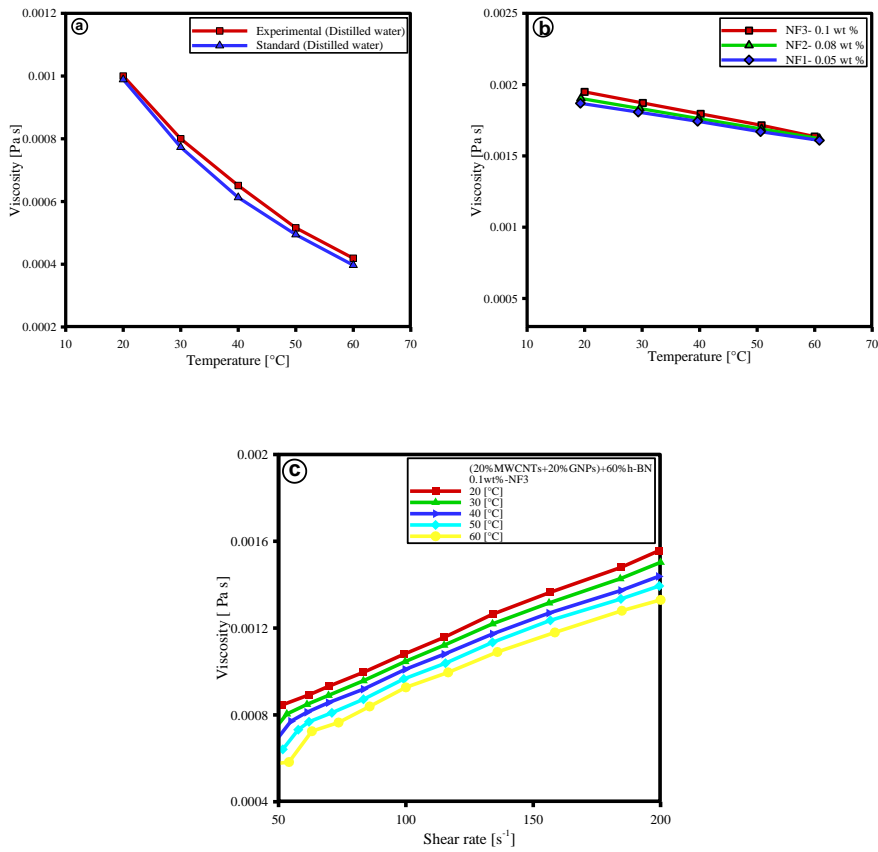 a
Experimental (Distilled water)
Standard (Distilled water)
0.001
0.0008
0.0006
0.0004
0.0002
Viscosity [Pa s]
10 20 30 40 50 60 70
Temperature [°C]
b
NF3- 0.1 wt %
NF2- 0.08 wt %
NF1- 0.05 wt %
0.0025
0.002
0.0015
0.001
0.0005
Viscosity [Pa s]
10 20 30 40 50 60 70
Temperature [°C]
c
(20%MWCNTs+20%GNPs)+60%h-BN
0.1wt%-NF3
20 [°C]
30 [°C]
40 [°C]
50 [°C]
60 [°C]
0.002
0.0016
0.0012
0.0008
0.0004
Viscosity [ Pa s]
50 100 150 200
Shear rate [s⁻¹]